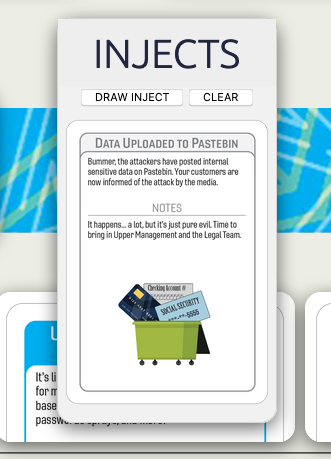 INJECTS
DRAW INJECT
CLEAR
DATA UPLOADED TO PASTEBIN
Bummer, the attackers have posted internal
sensitive data on Pastebin. Your customers are
now informed of the attack by the media.
NOTES
It happens... a lot, but it's just pure evil. Time to
bring in Upper Management and the Legal Team.
Checking Account #
SOCIAL SECURITY
***-**-5555
It's li
for m
base